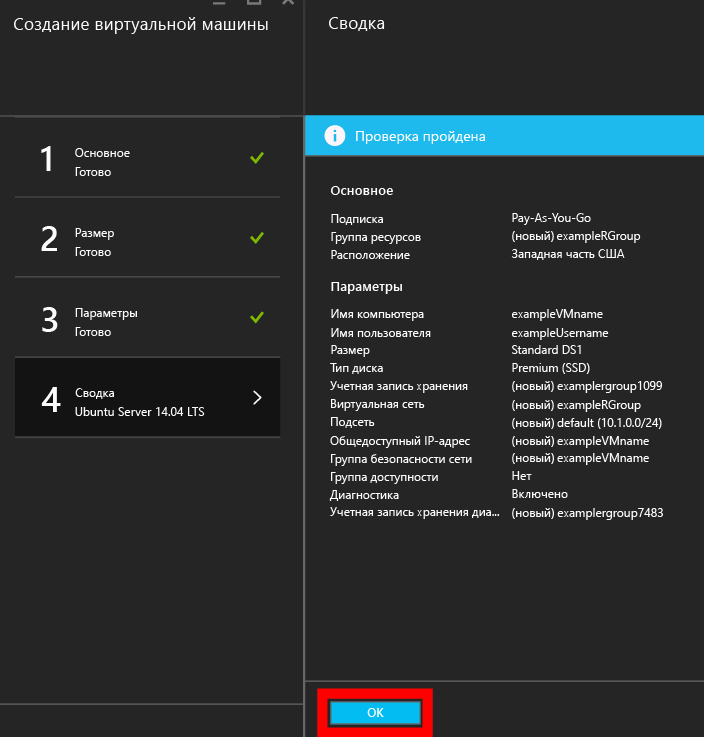 Создание виртуальной машины
1
Основное
Готово
2
Размер
Готово
3
Параметры
Готово
4
Сводка
Ubuntu Server 14.04 LTS
Сводка
Проверка пройдена
Основное
Подписка Pay-As-You-Go
Группа ресурсов (новый) exampleRGroup
Расположение Западная часть США
Параметры
Имя компьютера exampleVMname
Имя пользователя exampleUsername
Размер Standard DS1
Тип диска Premium (SSD)
Учетная запись хранения (новый) examplergroup1099
Виртуальная сеть (новый) exampleRGroup
Подсеть (новый) default (10.1.0.0/24)
Общедоступный IP-адрес (новый) exampleVMname
Группа безопасности сети (новый) exampleVMname
Группа доступности Нет
Диагностика Включено
Учетная запись хранения диа... (новый) examplergroup7483
ОК